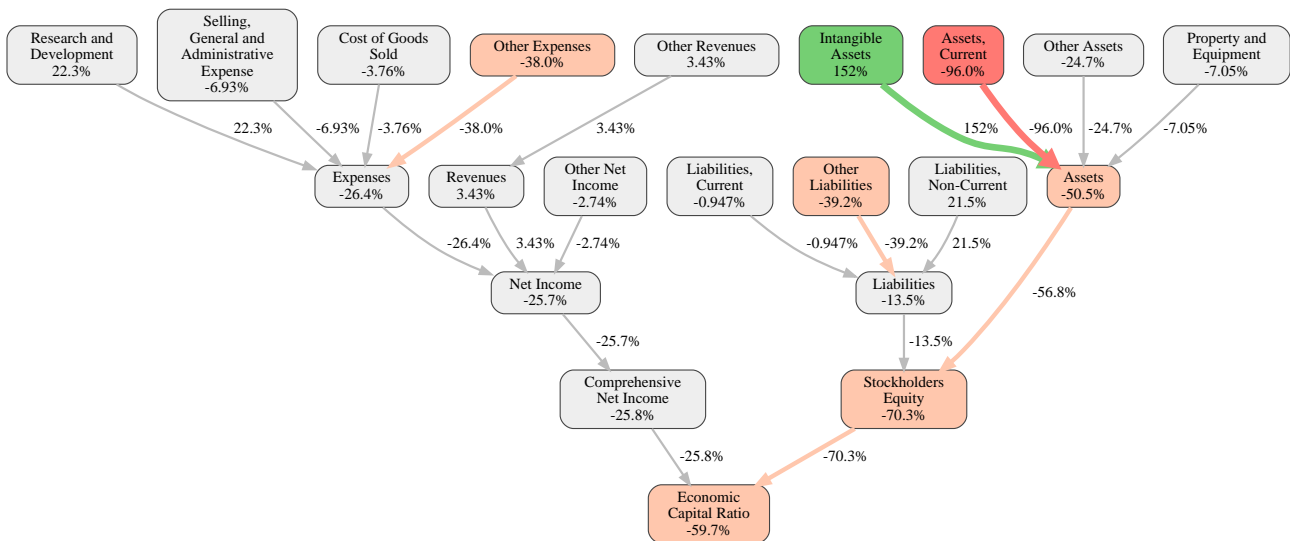 Research and
Development
22.3%
Selling,
General and
Administrative
Expense
-6.93%
Cost of Goods
Sold
-3.76%
Other Expenses
-38.0%
Other Revenues
3.43%
Intangible
Assets
152%
Assets,
Current
-96.0%
Other Assets
-24.7%
Property and
Equipment
-7.05%
22.3%
-6.93%
-3.76%
-38.0%
3.43%
152%
-96.0%
-24.7%
-7.05%
Expenses
-26.4%
Revenues
3.43%
Other Net
Income
-2.74%
Liabilities,
Current
-0.947%
Other
Liabilities
-39.2%
Liabilities,
Non-Current
21.5%
Assets
-50.5%
-26.4%
3.43%
-2.74%
-0.947%
-39.2%
21.5%
Net Income
-25.7%
Liabilities
-13.5%
-56.8%
-25.7%
-13.5%
Comprehensive
Net Income
-25.8%
Stockholders
Equity
-70.3%
-25.8%
-70.3%
Economic
Capital Ratio
-59.7%